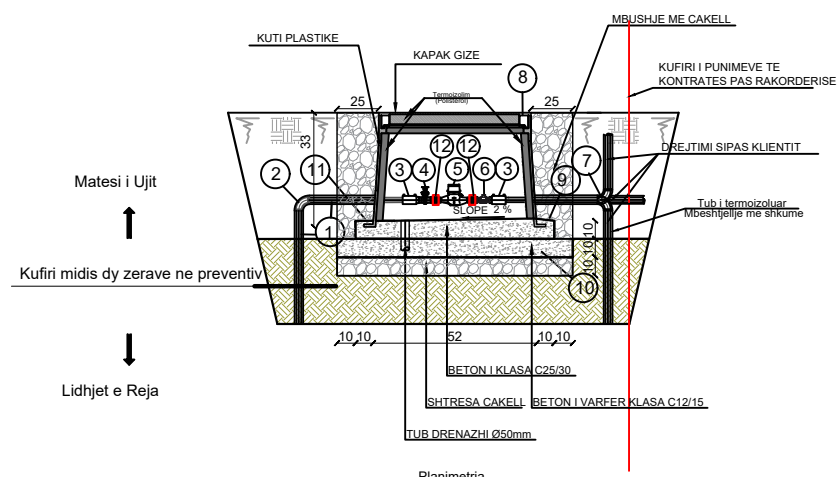 MBUSHJE ME CAKELL
KUTI PLASTIKE
KAPAK GIZE
KUFIRI I PUNIMEVE TE
KONTRATES PAS RAKORDERISE
8
Termoizolim
(Polisterol)
25
25
33
12
12
DREJTIMI SIPAS KLIENTIT
Matesi i Ujit
2
11
3
4
5
6
3
9
7
SLOPE 2 %
Tub i termoizoluar
Mbeshtjellje me shkume
1
10
10
Kufiri midis dy zerave ne preventiv
10
10
10
10 10
52
10 10
BETON I KLASA C25/30
Lidhjet e Reja
SHTRESA CAKELL
BETON I VARFER KLASA C12/15
TUB DRENAZHI Ø50mm
Planimetria